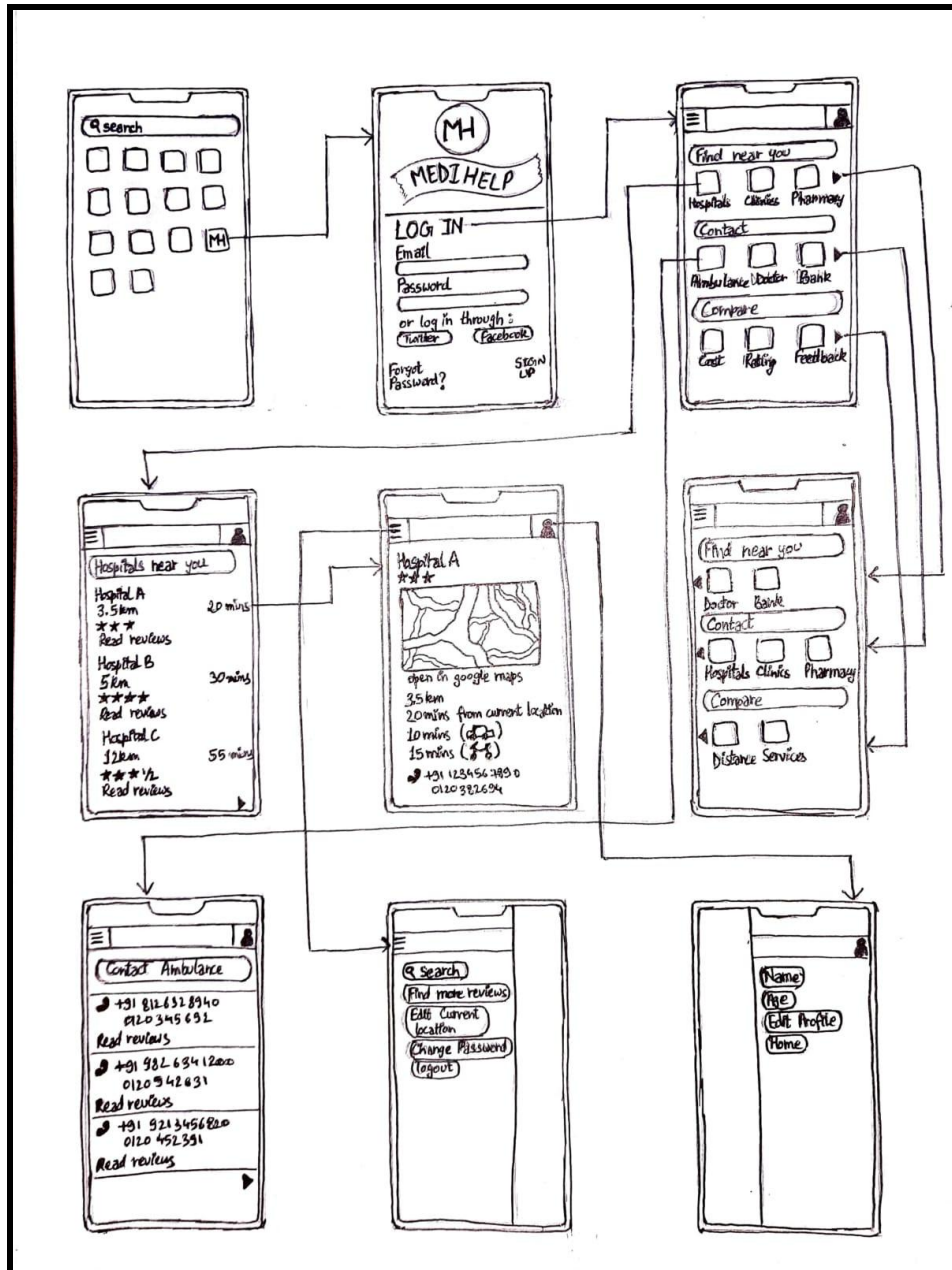 search
MH
MH
MEDIHELP
LOG IN
Email
Password
or log in through :
Twitter Facebook
Forgot Password?
SIGN UP
Find near you
Hospitals Clinics Pharmacy
Contact
Ambulance Doctor Bank
Compare
Cost Rating Feedback
Hospitals near you
Hospital A
3.5km 20 mins
★★★
Read reviews
Hospital B
5km 30 mins
★★★★
Read reviews
Hospital C
12km 55 mins
★★★½
Read reviews
Hospital A
★★★
open in google maps
3.5km
20 mins from current location
10 mins ( )
15 mins ( )
+91 1234567890
0120382694
Find near you
Doctor Bank
Contact
Hospitals Clinics Pharmacy
Compare
Distance Services
Contact Ambulance
+91 8126328940
0120345692
Read reviews
+91 9826341200
0120942631
Read reviews
+91 9213456820
0120452391
Read reviews
Search
Find more reviews
Edit Current
location
Change Password
logout
Name
Age
Edit Profile
Home